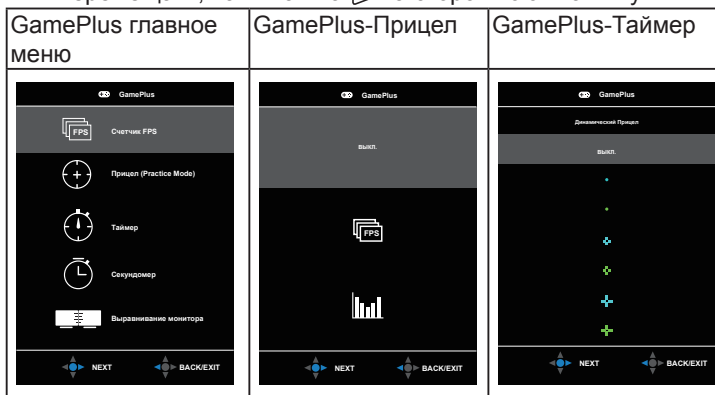 GamePlus главное
меню
GamePlus-Прицел
GamePlus-Таймер
GamePlus
FPS
Счетчик FPS
Прицел (Practice Mode)
Таймер
Секундомер
Выравнивание монитора
NEXT
BACK/EXIT
GamePlus
выкл.
FPS
NEXT
BACK/EXIT
GamePlus
Динамический Прицел
выкл.
NEXT
BACK/EXIT